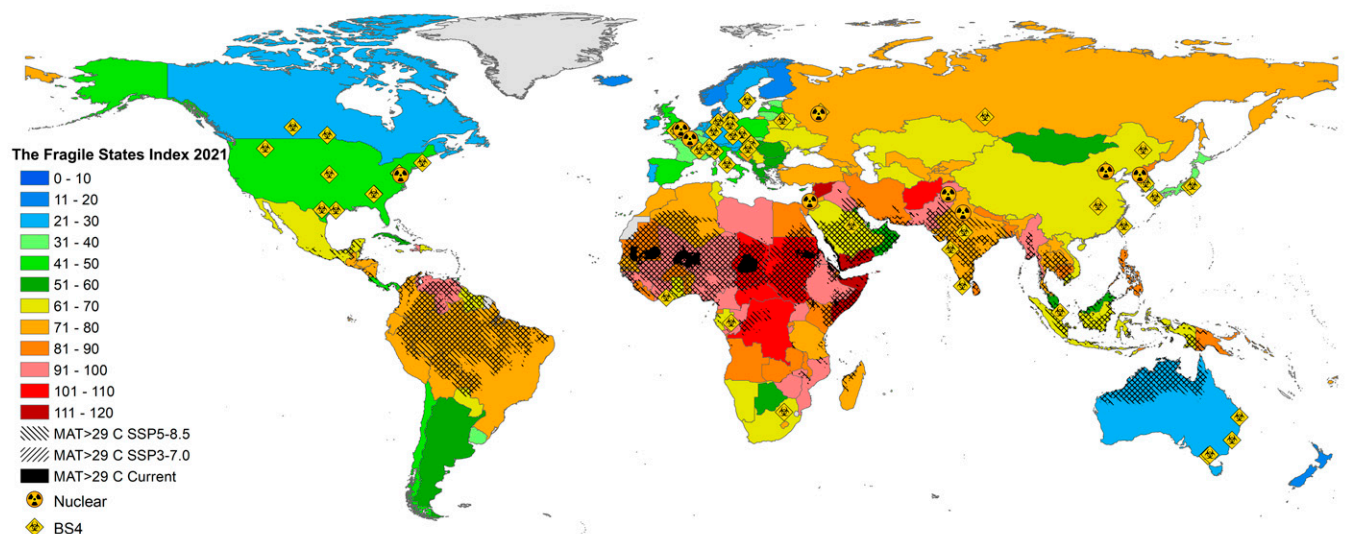 The Fragile States Index 2021
0 - 10
11 - 20
21 - 30
31 - 40
41 - 50
51 - 60
61 - 70
71 - 80
81 - 90
91 - 100
101 - 110
111 - 120
MAT>29 C SSP5-8.5
MAT>29 C SSP3-7.0
MAT>29 C Current
Nuclear
BS4